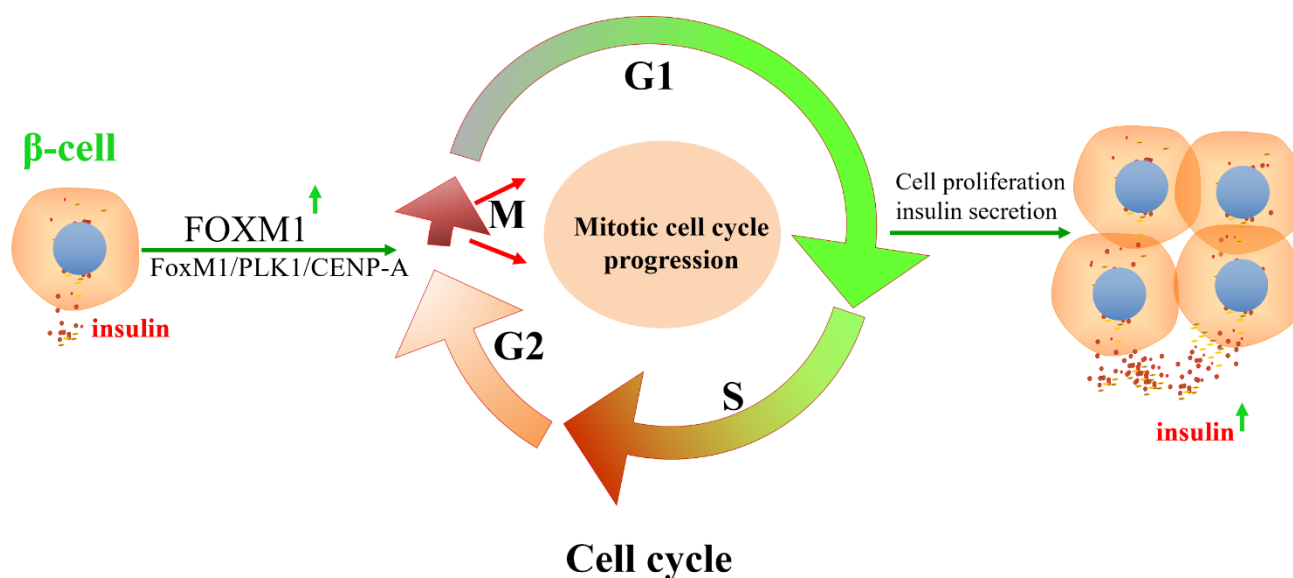 β-cell
insulin
FOXM1
FoxM1/PLK1/CENP-A
G1
M
G2
S
Mitotic cell cycle
progression
Cell cycle
Cell proliferation
insulin secretion
insulin